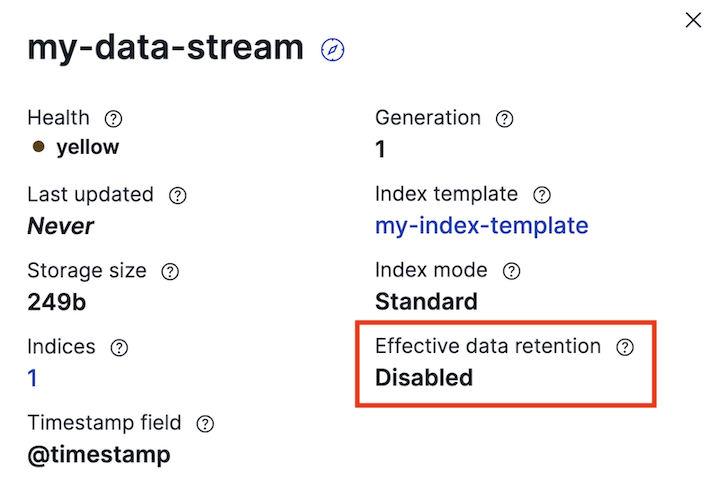 my-data-stream
Health
yellow
Generation
1
Last updated
Never
Index template
my-index-template
Storage size
249b
Index mode
Standard
Indices
1
Effective data retention
Disabled
Timestamp field
@timestamp